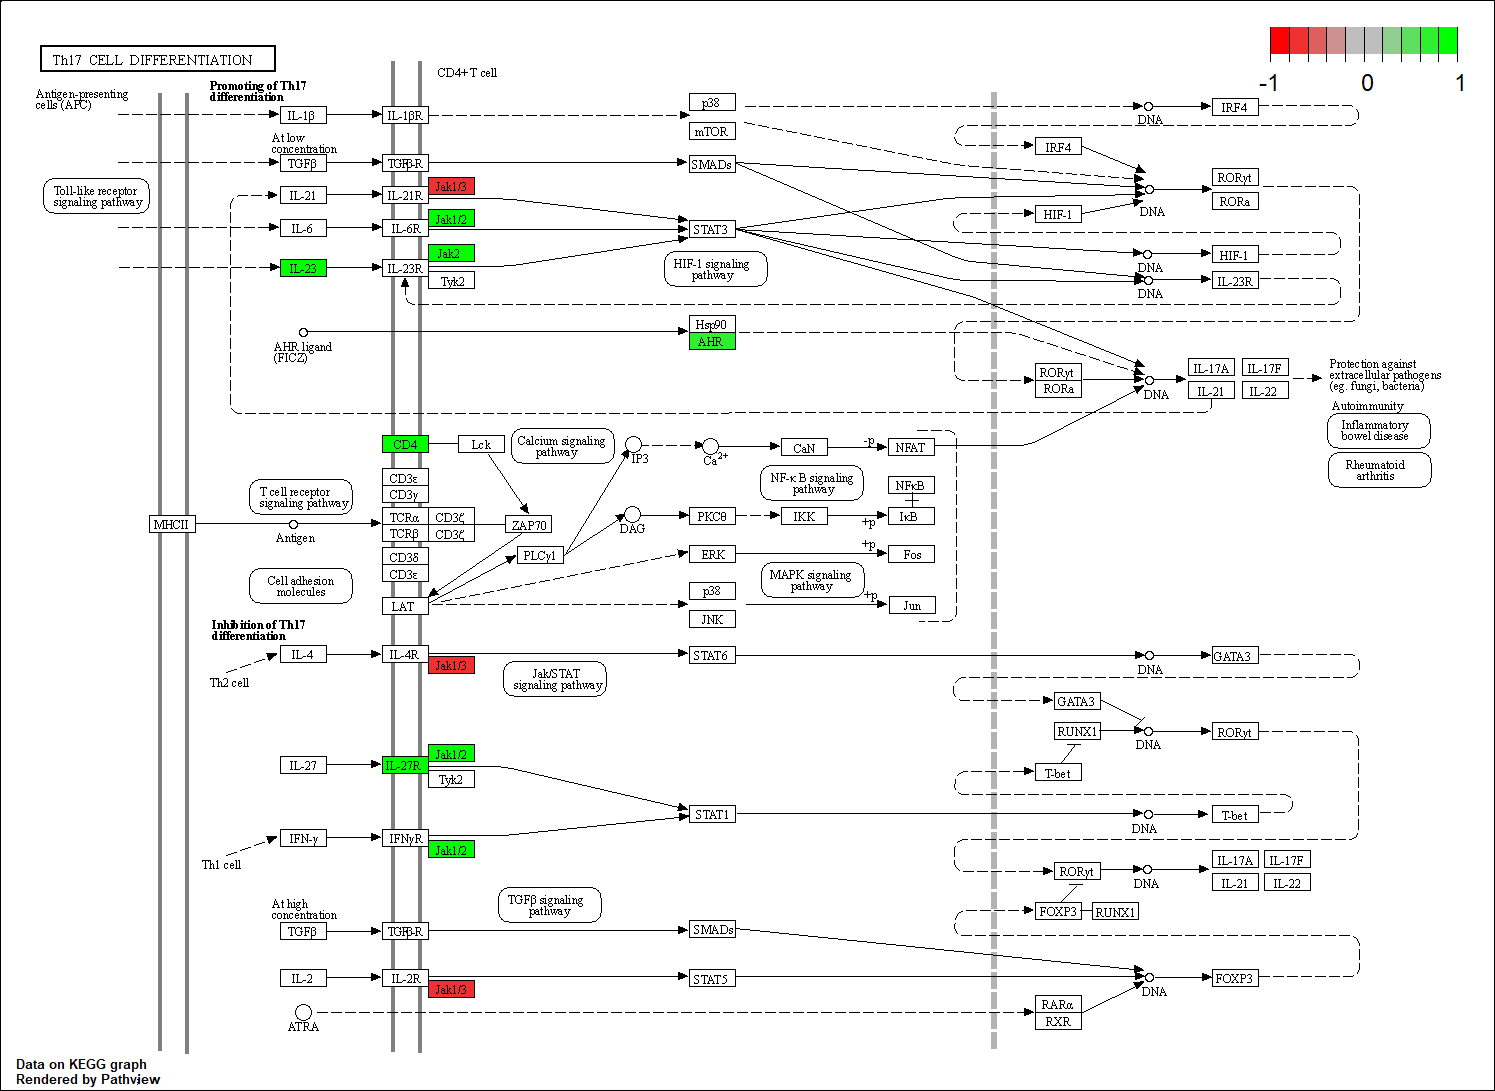 Th17 CELL DIFFERENTIATION
-1 0 1
CD4+ T cell
Antigen-presenting
cells (APC)
Promoting of Th17
differentiation
IL-1β
IL-1βR
p38
mTOR
DNA
IRF4
At low
concentration
TGFβ
TGFβ-R
SMADs
IRF4
Toll-like receptor
signaling pathway
IL-21
IL-21R
Jak1/3
RORγt
RORa
DNA
IL-6
IL-6R
Jak1/2
STAT3
HIF-1
IL-23
IL-23R
Jak2
Tyk2
HIF-1 signaling
pathway
DNA
HIF-1
DNA
IL-23R
AHR ligand
(FICZ)
Hsp90
AHR
RORγt
RORa
DNA
IL-17A
IL-17F
IL-21
IL-22
Protection against
extracellular pathogens
(eg. fungi, bacteria)
Autoimmunity
Inflammatory
bowel disease
Rheumatoid
arthritis
CD4
Lck
Calcium signaling
pathway
IP3
Ca2+
CaN
-p
NFAT
CD3ε
CD3γ
T cell receptor
signaling pathway
NF-κB signaling
pathway
NFκB
IκB
MHCII
Antigen
TCRα
CD3ζ
TCRβ
CD3ζ
ZAP70
DAG
PKCθ
IKK
+p
PLCγ1
CD3δ
CD3ε
ERK
+p
Fos
Cell adhesion
molecules
LAT
p38
JNK
MAPK signaling
pathway
+p
Jun
Inhibition of Th17
differentiation
IL-4
IL-4R
Jak1/3
STAT6
DNA
GATA3
Th2 cell
Jak/STAT
signaling pathway
GATA3
RUNX1
DNA
RORγt
T-bet
IL-27
IL-27R
Jak1/2
Tyk2
STAT1
DNA
T-bet
IFN-γ
IFNγR
Jak1/2
Th1 cell
RORγt
DNA
IL-17A
IL-17F
IL-21
IL-22
FOXP3
RUNX1
At high
concentration
TGFβ
TGFβ-R
TGFβ signaling
pathway
SMADs
IL-2
IL-2R
Jak1/3
STAT5
DNA
FOXP3
ATRA
RARα
RXR
Data on KEGG graph
Rendered by Pathview